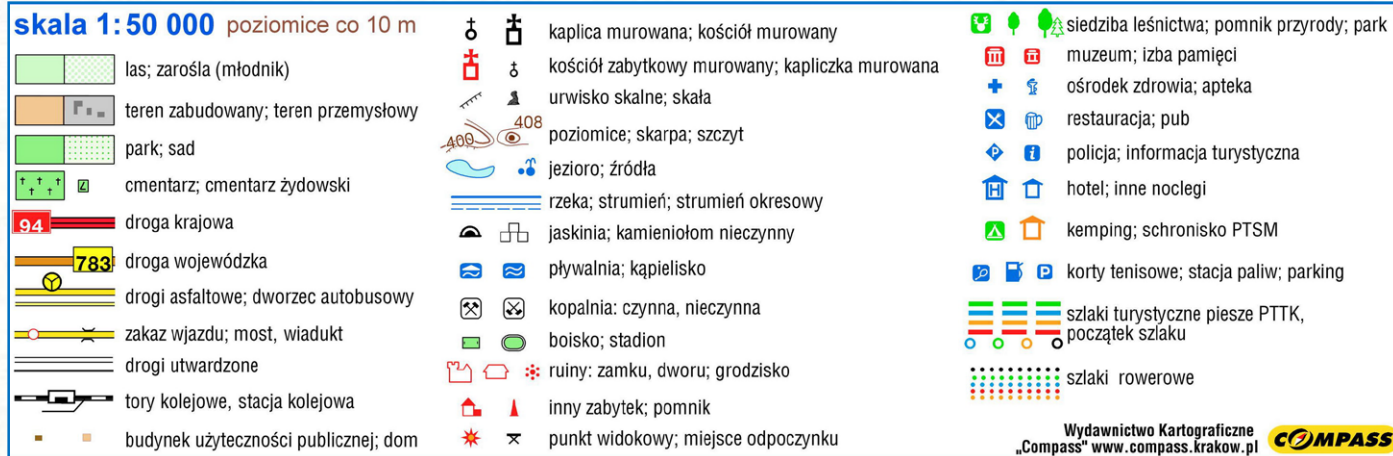 skala 1:50 000 poziomice co 10 m
las; zarośla (młodnik)
teren zabudowany; teren przemysłowy
park; sad
cmentarz; cmentarz żydowski
94 droga krajowa
783 droga wojewódzka
drogi asfaltowe; dworzec autobusowy
zakaz wjazdu; most, wiadukt
drogi utwardzone
tory kolejowe, stacja kolejowa
budynek użyteczności publicznej; dom
kaplica murowana; kościół murowany
kościół zabytkowy murowany; kapliczka murowana
urwisko skalne; skała
400 408 poziomice; skarpa; szczyt
jezioro; źródła
rzeka; strumień; strumień okresowy
jaskinia; kamieniołom nieczynny
pływalnia; kąpielisko
kopalnia: czynna, nieczynna
boisko; stadion
ruiny: zamku, dworu; grodzisko
inny zabytek; pomnik
punkt widokowy; miejsce odpoczynku
siedziba leśnictwa; pomnik przyrody; park
muzeum; izba pamięci
ośrodek zdrowia; apteka
restauracja; pub
P i policja; informacja turystyczna
H hotel; inne noclegi
kemping; schronisko PTSM
P korty tenisowe; stacja paliw; parking
szlaki turystyczne piesze PTTK,
początek szlaku
szlaki rowerowe
Wydawnictwo Kartograficzne
„Compass" www.compass.krakow.pl
COMPASS